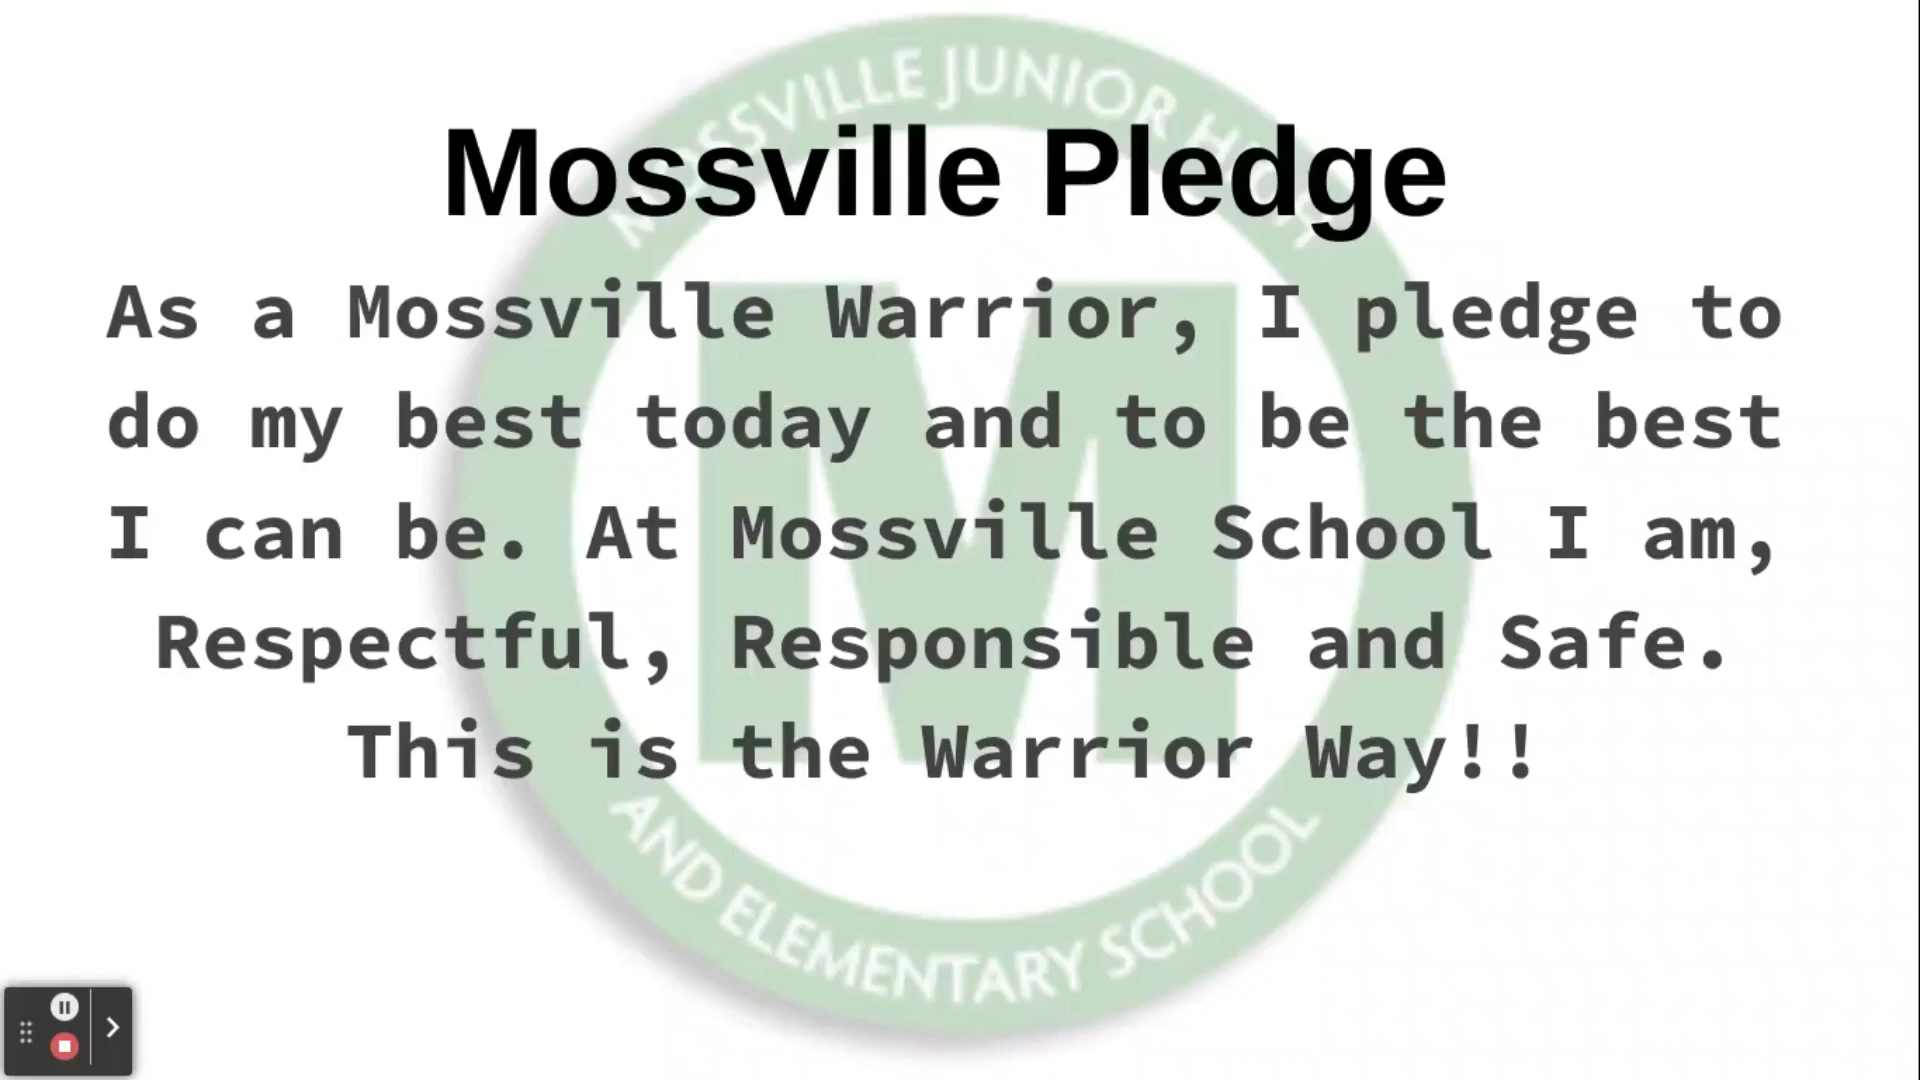 MOSSVILLE JUNIOR HIGH
Mossville Pledge
As a Mossville Warrior, I pledge to
do my best today and to be the best
I can be. At Mossville School I am,
Respectful, Responsible and Safe.
This is the Warrior Way!!
M
AND ELEMENTARY SCHOOL